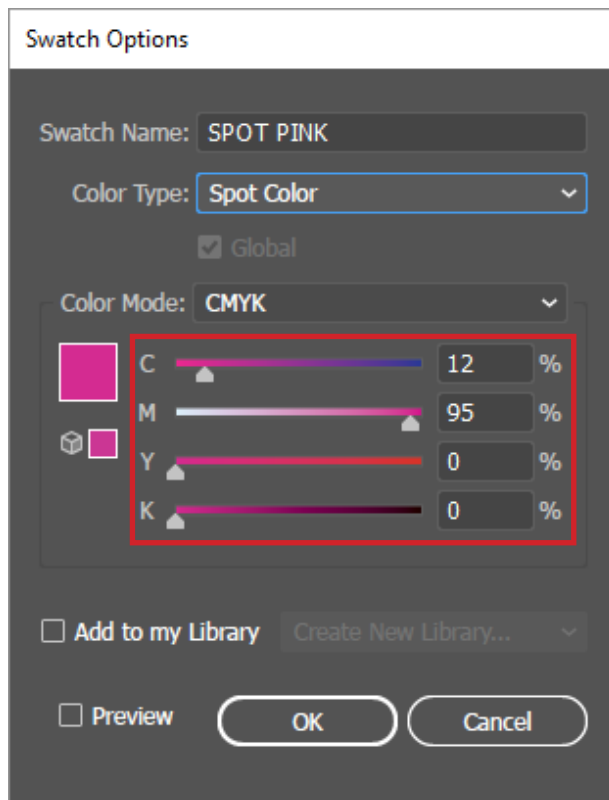 Swatch Options
Swatch Name: SPOT PINK
Color Type: Spot Color
Global
Color Mode: CMYK
C 12 %
M 95 %
Y 0 %
K 0 %
Add to my Library Create New Library...
Preview OK Cancel